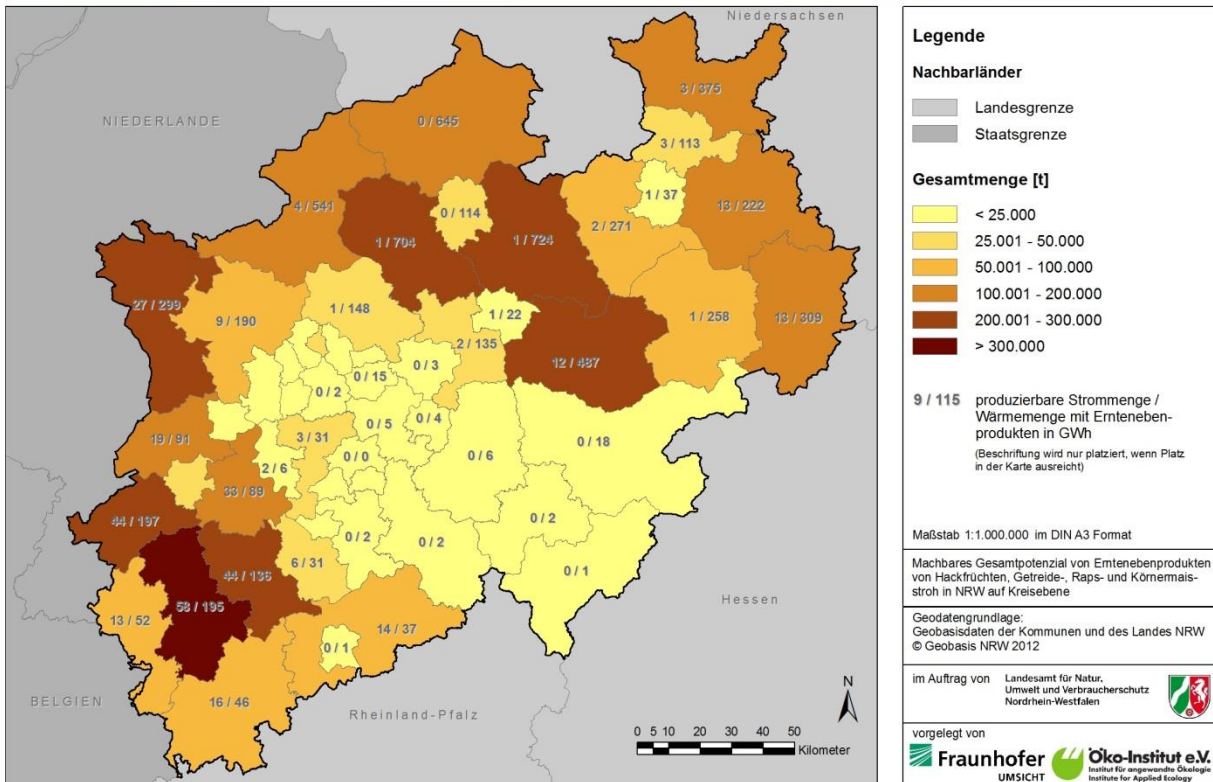 Niedersachsen
NIEDERLANDE
3 / 375
0 / 645
3 / 113
1 / 37
13 / 222
4 / 541
0 / 114
2 / 271
1 / 704
1 / 724
27 / 299
9 / 190
1 / 148
1 / 22
1 / 258
13 / 309
2 / 135
12 / 487
0 / 3
0 / 15
0 / 2
0 / 4
0 / 5
19 / 91
3 / 31
0 / 18
0 / 0
0 / 6
2 / 6
33 / 89
44 / 197
0 / 2
0 / 2
0 / 2
44 / 136
6 / 31
0 / 1
58 / 195
13 / 52
14 / 37
0 / 1
16 / 46
Hessen
BELGIEN
Rheinland-Pfalz
N
0 5 10 20 30 40 50
Kilometer
Legende
Nachbarländer
Landesgrenze
Staatsgrenze
Gesamtmenge [t]
< 25.000
25.001 - 50.000
50.001 - 100.000
100.001 - 200.000
200.001 - 300.000
> 300.000
9 / 115 produzierbare Strommenge /
Wärmemenge mit Ernteneben-
produkten in GWh
(Beschriftung wird nur platziert, wenn Platz
in der Karte ausreicht)
Maßstab 1:1.000.000 im DIN A3 Format
Machbares Gesamtpotenzial von Erntenebenprodukten
von Hackfrüchten, Getreide-, Raps- und Körnermais-
stroh in NRW auf Kreisebene
Geodatengrundlage:
Geobasisdaten der Kommunen und des Landes NRW
© Geobasis NRW 2012
im Auftrag von Landesamt für Natur,
Umwelt und Verbraucherschutz
Nordrhein-Westfalen
vorgelegt von
Fraunhofer
UMSICHT
Öko-Institut e.V.
Institut für angewandte Ökologie
Institute for Applied Ecology